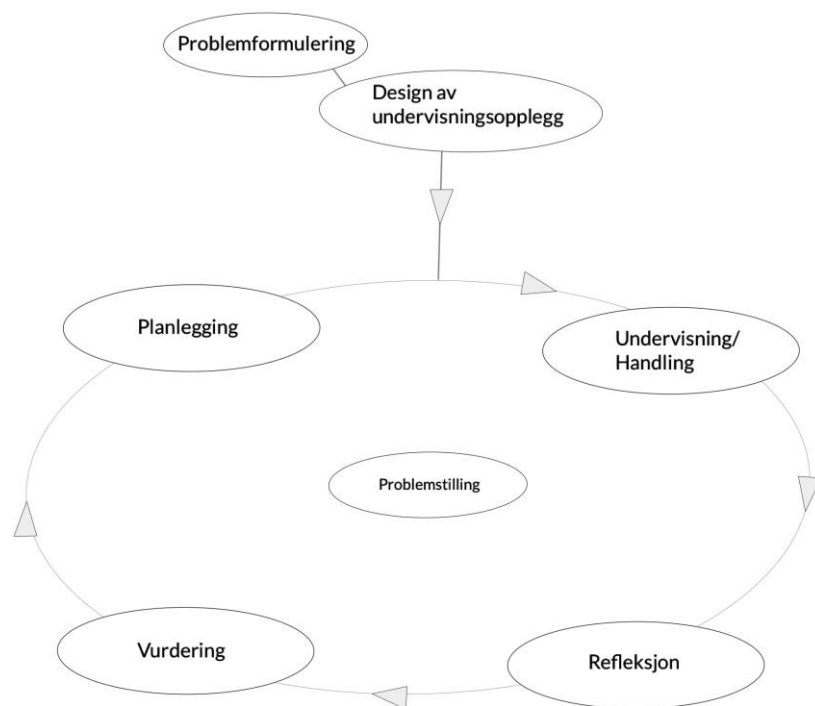 Problemformulering
Design av
undervisningsopplegg
Planlegging
Undervisning/
Handling
Problemstilling
Vurdering
Refleksjon